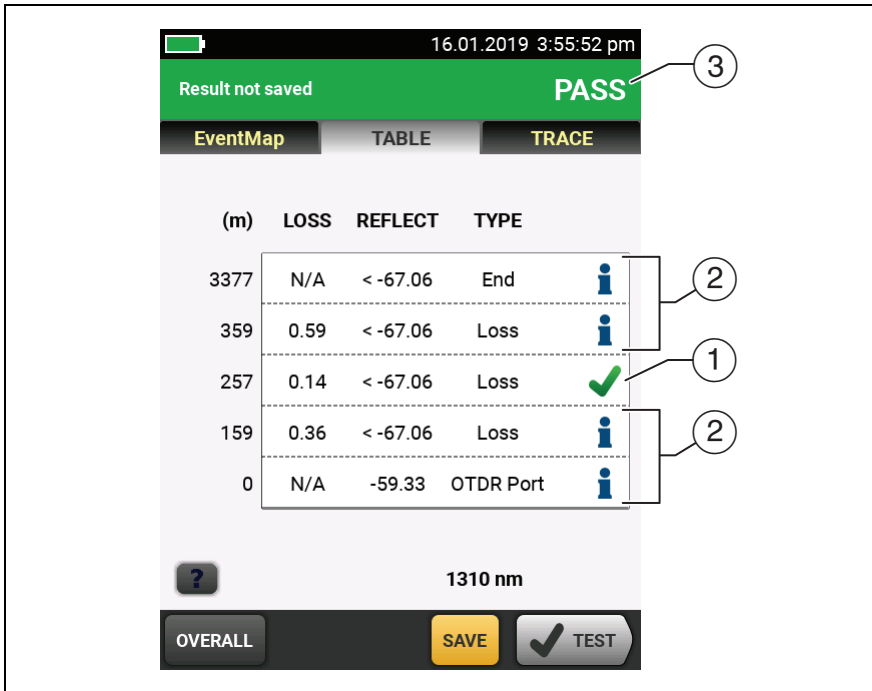 16.01.2019 3:55:52 pm
Result not saved PASS 3
EventMap TABLE TRACE
(m) LOSS REFLECT TYPE
3377 N/A < -67.06 End
2
359 0.59 < -67.06 Loss
1
257 0.14 < -67.06 Loss
159 0.36 < -67.06 Loss
2
0 N/A -59.33 OTDR Port
? 1310 nm
OVERALL SAVE TEST